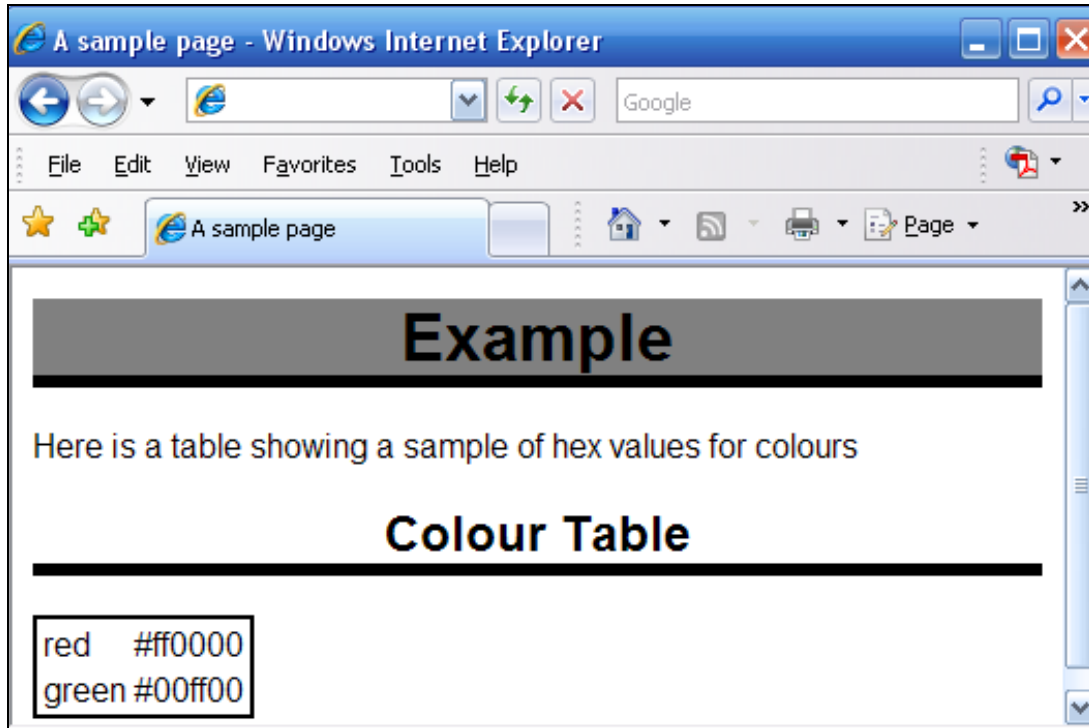 A sample page - Windows Internet Explorer
Google
File Edit View Favorites Tools Help
A sample page
Page
Example
Here is a table showing a sample of hex values for colours
Colour Table
red #ff0000
green #00ff00